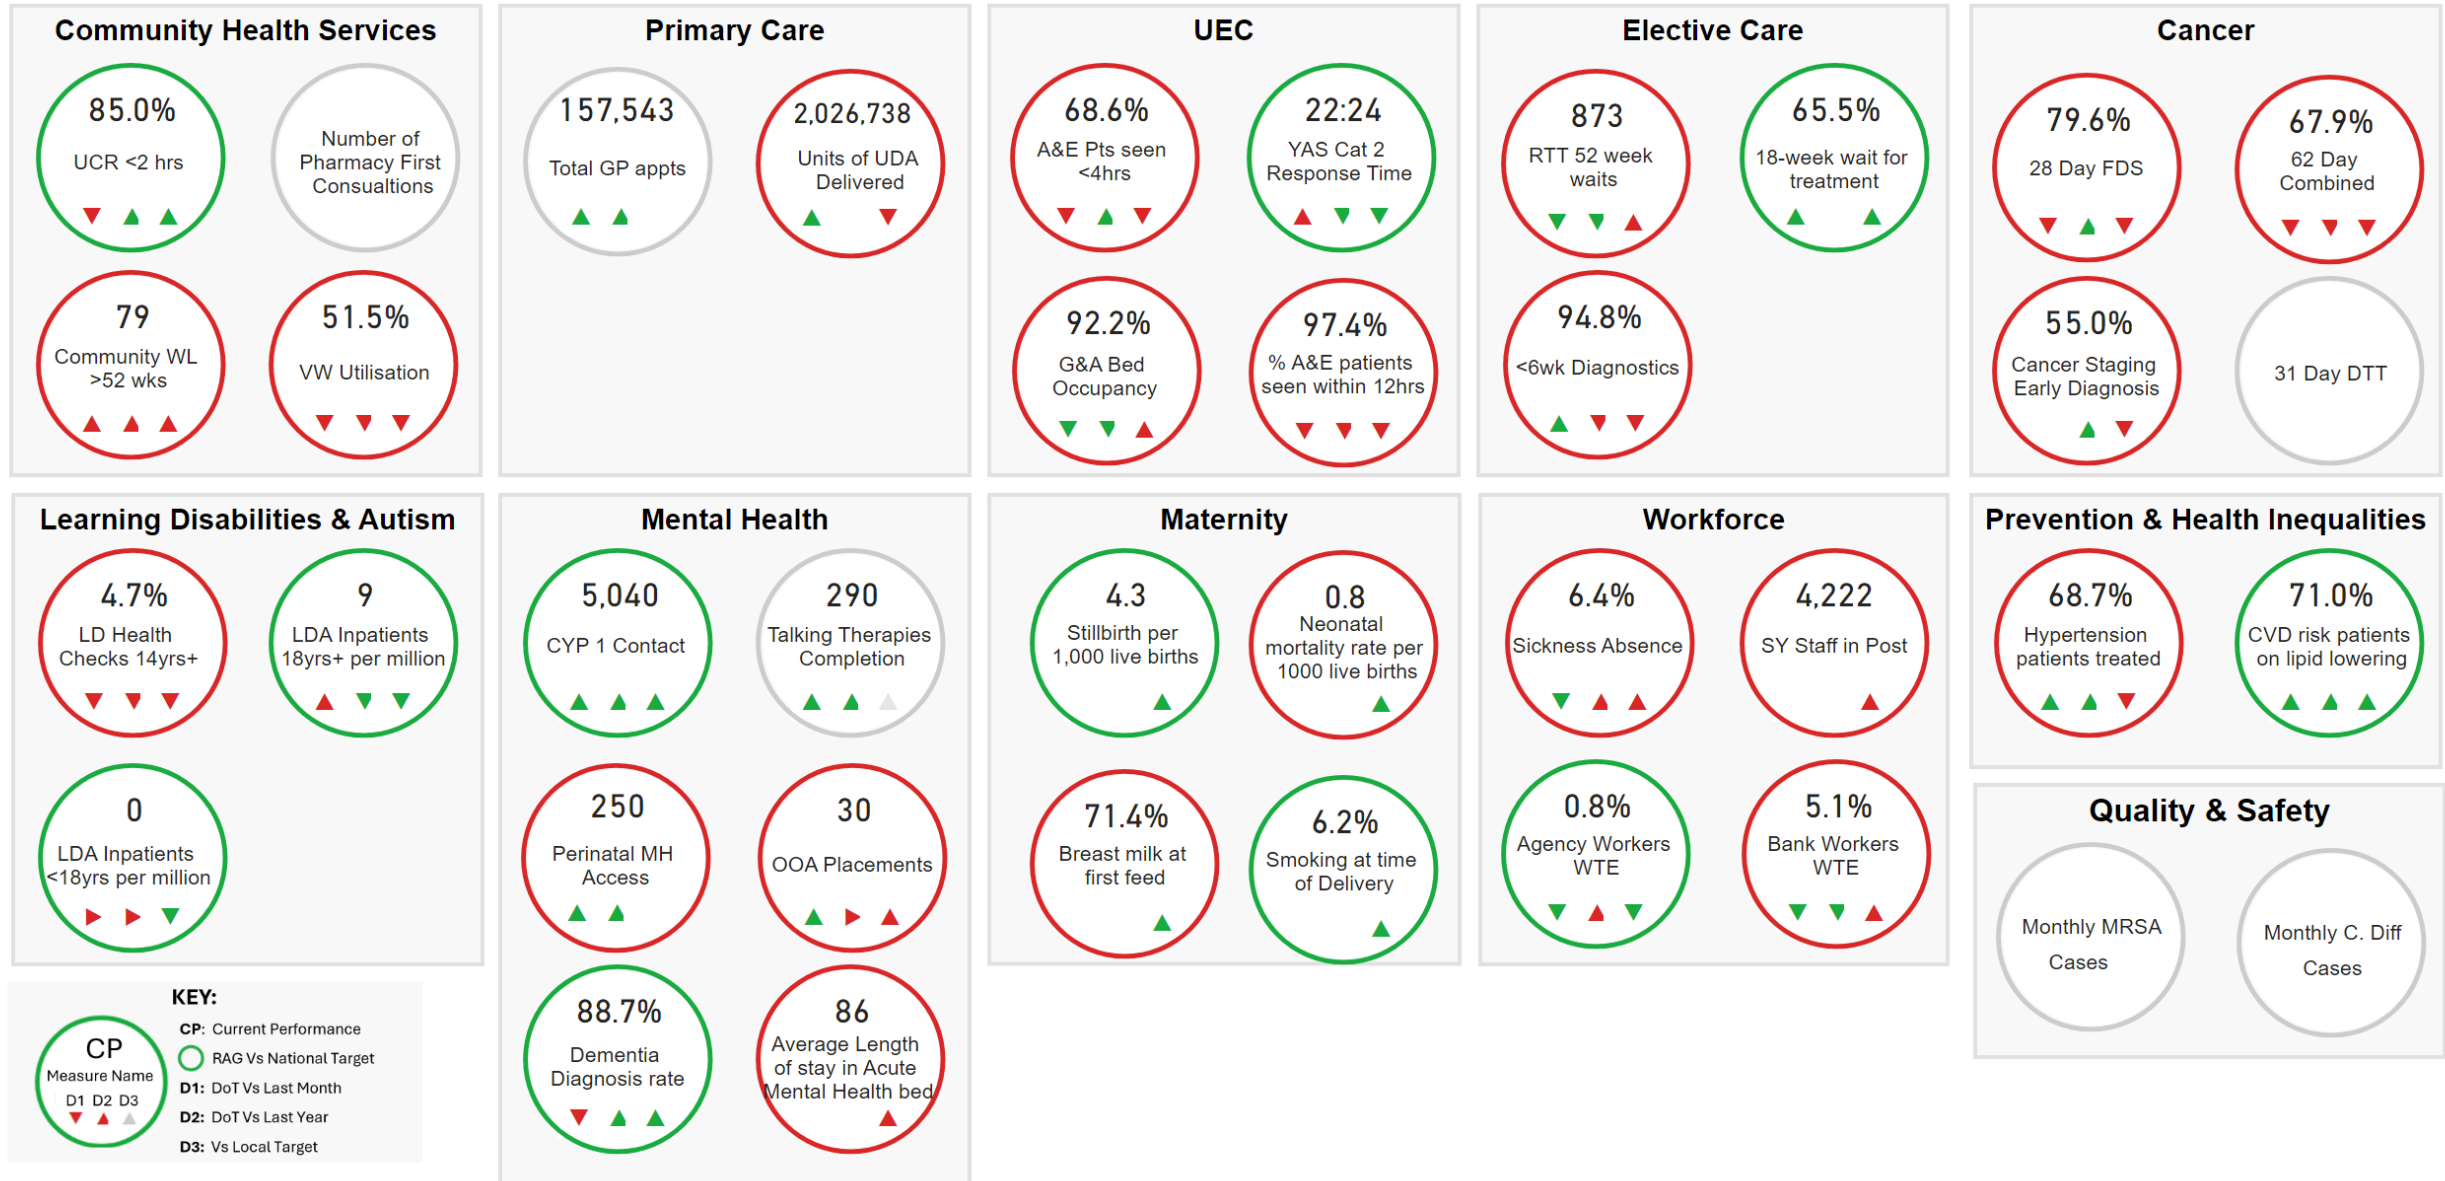 Community Health Services
85.0%
UCR <2 hrs
Number of
Pharmacy First
Consualtions
79
Community WL
>52 wks
51.5%
VW Utilisation
Primary Care
157,543
Total GP appts
2,026,738
Units of UDA
Delivered
UEC
68.6%
A&E Pts seen
<4hrs
22:24
YAS Cat 2
Response Time
92.2%
G&A Bed
Occupancy
97.4%
% A&E patients
seen within 12hrs
Elective Care
873
RTT 52 week
waits
65.5%
18-week wait for
treatment
94.8%
<6wk Diagnostics
Cancer
79.6%
28 Day FDS
67.9%
62 Day
Combined
55.0%
Cancer Staging
Early Diagnosis
31 Day DTT
Learning Disabilities & Autism
4.7%
LD Health
Checks 14yrs+
9
LDA Inpatients
18yrs+ per million
0
LDA Inpatients
<18yrs per million
Mental Health
5,040
CYP 1 Contact
290
Talking Therapies
Completion
250
Perinatal MH
Access
30
OOA Placements
88.7%
Dementia
Diagnosis rate
86
Average Length
of stay in Acute
Mental Health bed
Maternity
4.3
Stillbirth per
1,000 live births
0.8
Neonatal
mortality rate per
1000 live births
71.4%
Breast milk at
first feed
6.2%
Smoking at time
of Delivery
Workforce
6.4%
Sickness Absence
4,222
SY Staff in Post
0.8%
Agency Workers
WTE
5.1%
Bank Workers
WTE
Prevention & Health Inequalities
68.7%
Hypertension
patients treated
71.0%
CVD risk patients
on lipid lowering
Quality & Safety
Monthly MRSA
Cases
Monthly C. Diff
Cases
KEY:
CP
Measure Name
D1 D2 D3
CP: Current Performance
RAG Vs National Target
D1: DoT Vs Last Month
D2: DoT Vs Last Year
D3: Vs Local Target